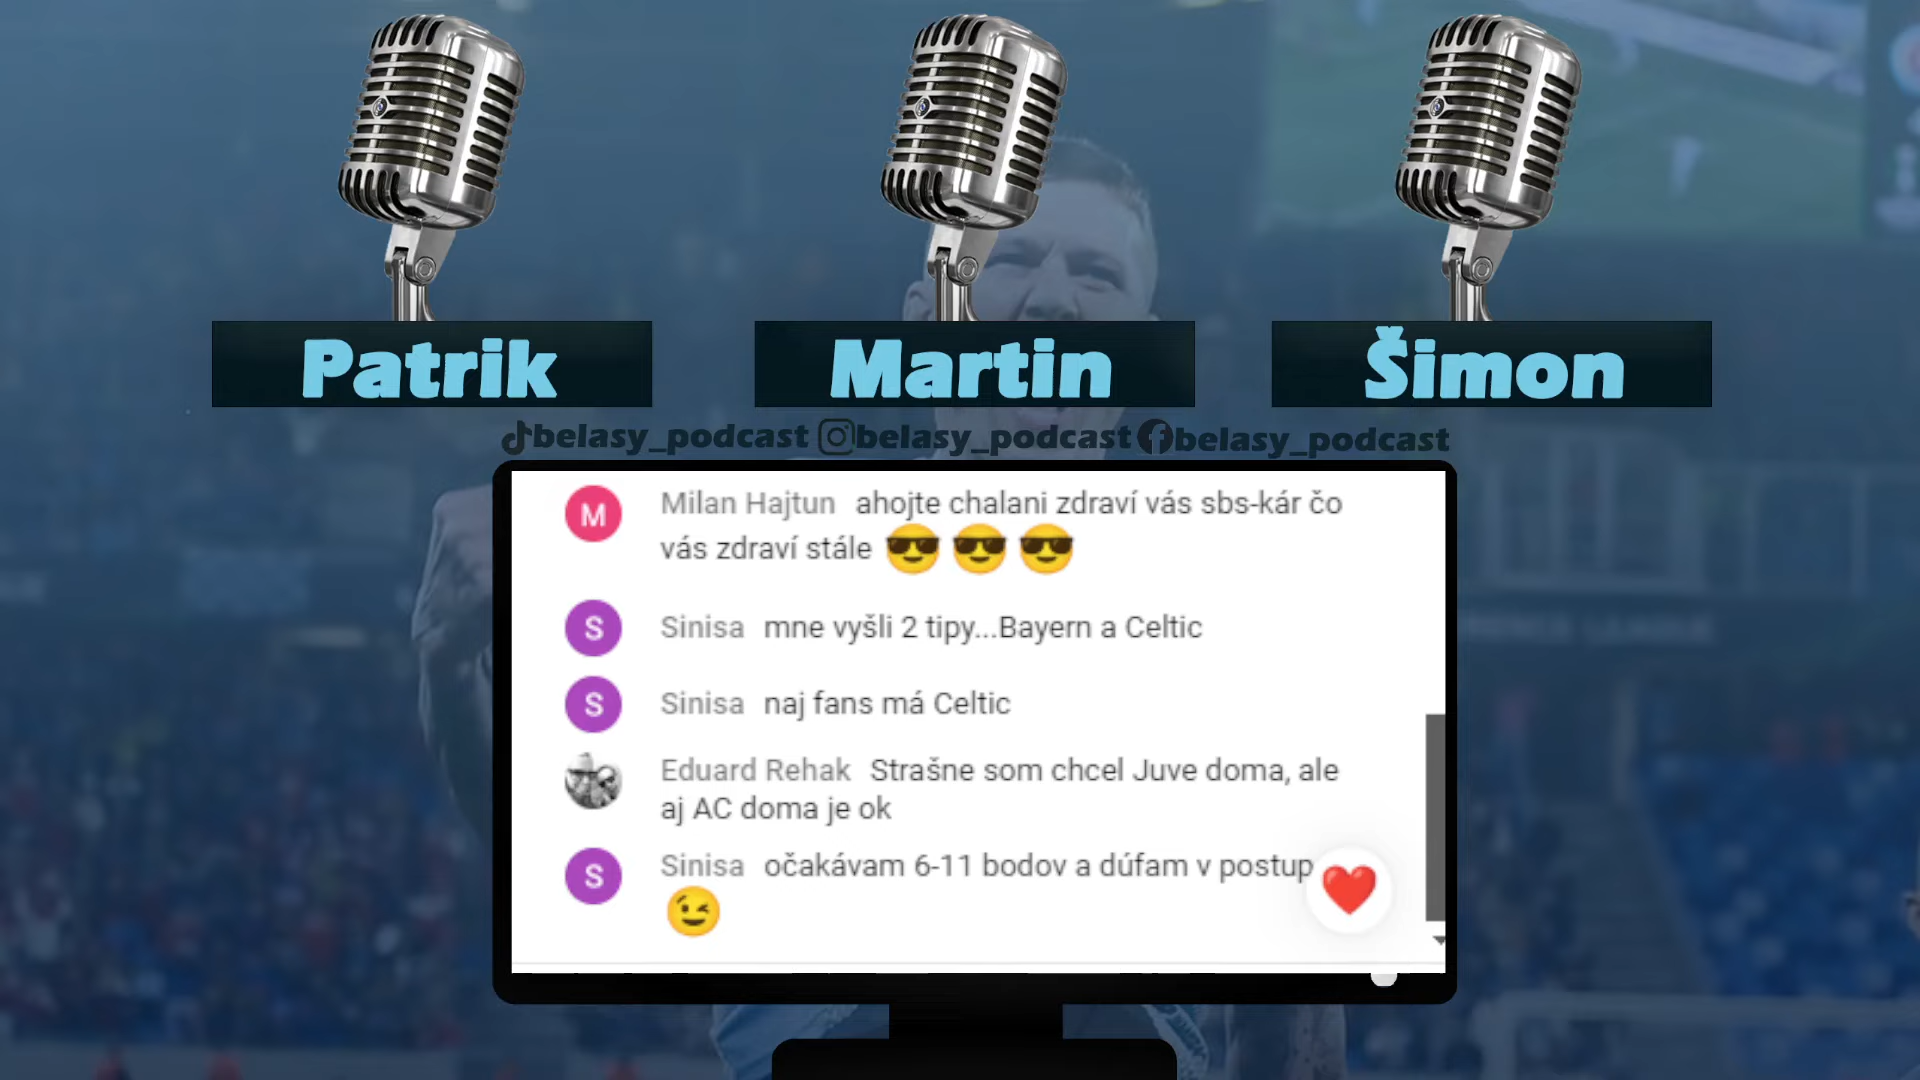 Patrik
Martin
Šimon
belasy_podcast belasy_podcast belasy_podcast
M
Milan Hajtun ahojte chalani zdraví vás sbs-kár čo
vás zdraví stále 😎 😎 😎
S
Sinisa mne vyšli 2 tipy...Bayern a Celtic
S
Sinisa naj fans má Celtic
Eduard Rehak Strašne som chcel Juve doma, ale
aj AC doma je ok
S
Sinisa očakávam 6-11 bodov a dúfam v postup
😉